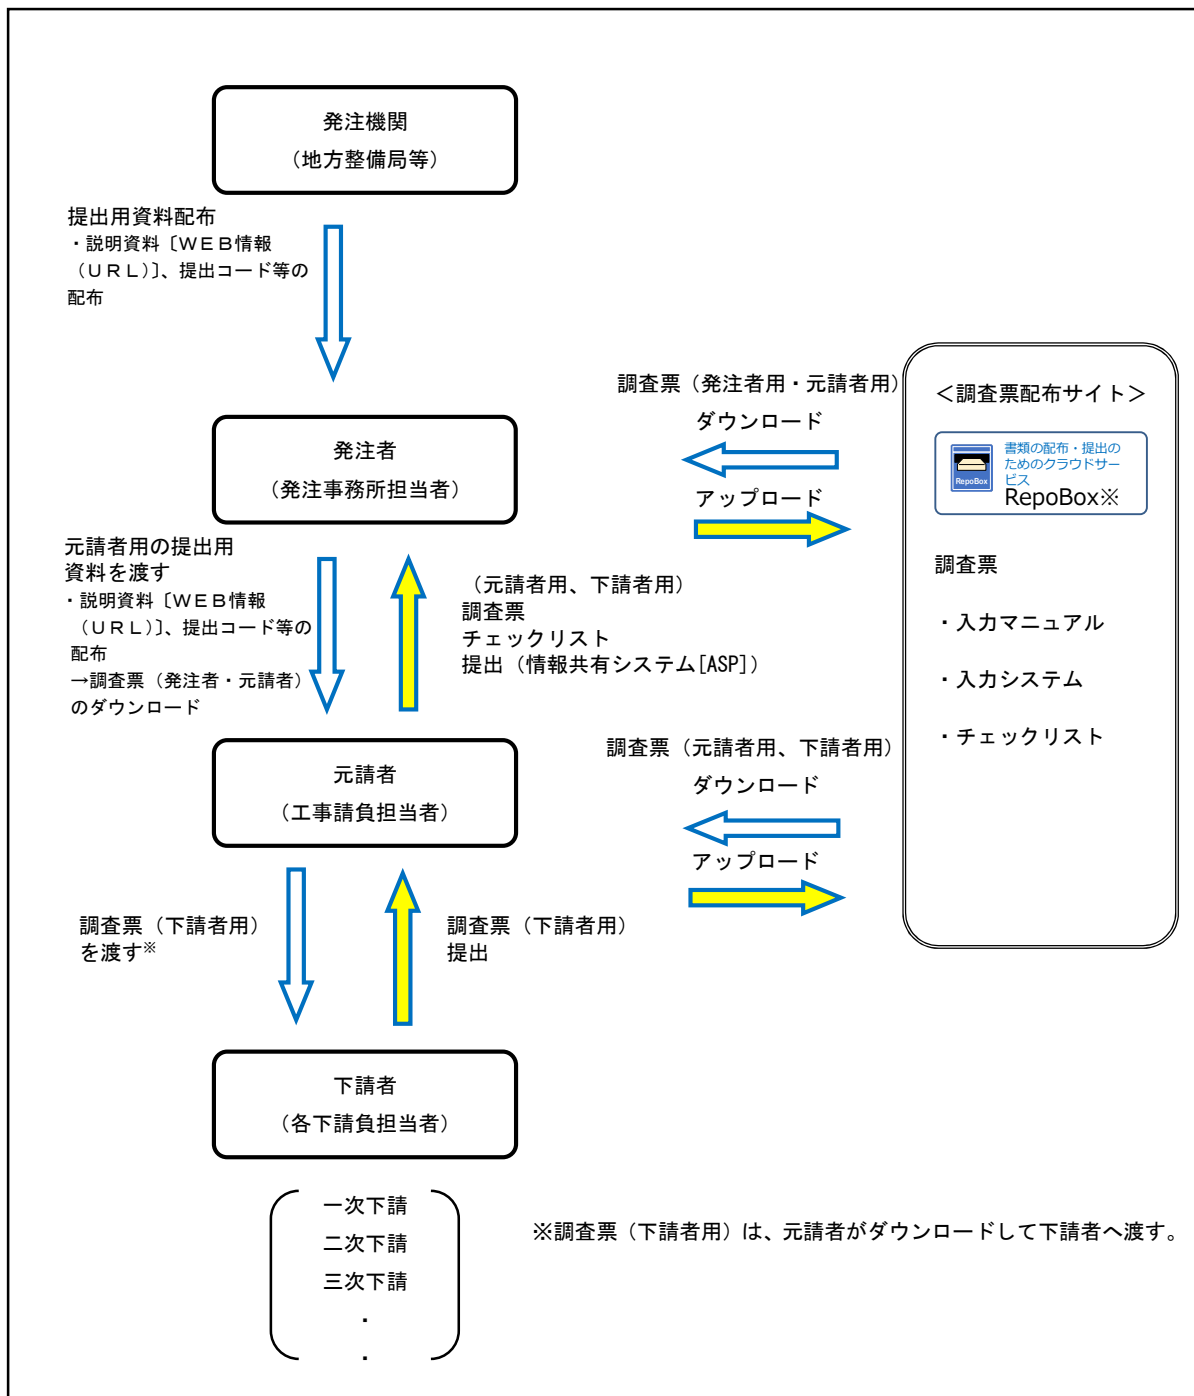 発注機関
（地方整備局等）
提出用資料配布
・説明資料〔ＷＥＢ情報
（ＵＲＬ）〕、提出コード等の
配布
発注者
（発注事務所担当者）
調査票（発注者用・元請者用）
ダウンロード
アップロード
＜調査票配布サイト＞
書類の配布・提出の
ためのクラウドサー
ビス
RepoBox
RepoBox※
調査票
・入力マニュアル
・入力システム
・チェックリスト
元請者用の提出用
資料を渡す
・説明資料〔ＷＥＢ情報
（ＵＲＬ）〕、提出コード等の
配布
→調査票（発注者・元請者）
のダウンロード
（元請者用、下請者用）
調査票
チェックリスト
提出（情報共有システム[ASP]）
元請者
（工事請負担当者）
調査票（元請者用、下請者用）
ダウンロード
アップロード
調査票（下請者用）
を渡す※
調査票（下請者用）
提出
下請者
（各下請負担当者）
一次下請
二次下請
三次下請
・
・
※調査票（下請者用）は、元請者がダウンロードして下請者へ渡す。